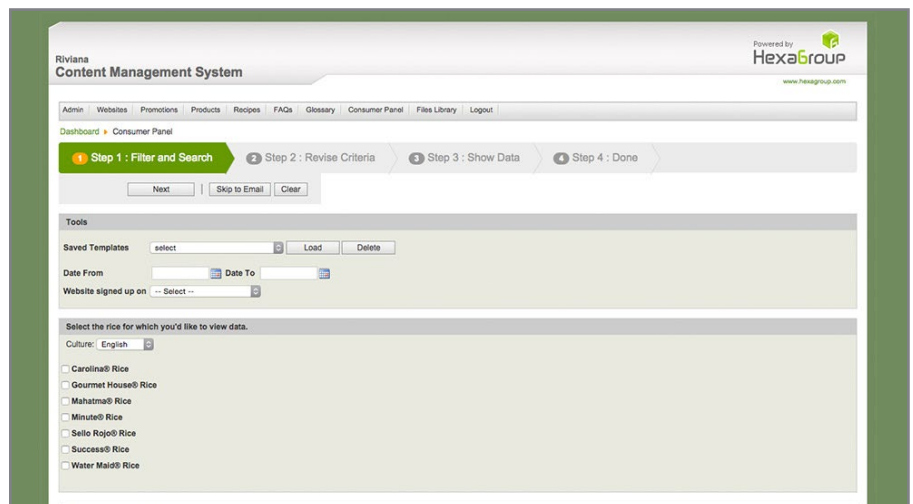 Riviana
Content Management System
Powered by
HexaGroup
www.hexagroup.com
Admin Websites Promotions Products Recipes FAQs Glossary Consumer Panel Files Library Logout
Dashboard Consumer Panel
1 Step 1 : Filter and Search 2 Step 2 : Revise Criteria 3 Step 3 : Show Data 4 Step 4 : Done
Next | Skip to Email Clear
Tools
Saved Templates select Load Delete
Date From Date To
Website signed up on -- Select --
Select the rice for which you'd like to view data.
Culture: English
Carolina® Rice
Gourmet House® Rice
Mahatma® Rice
Minute® Rice
Sello Rojo® Rice
Success® Rice
Water Maid® Rice